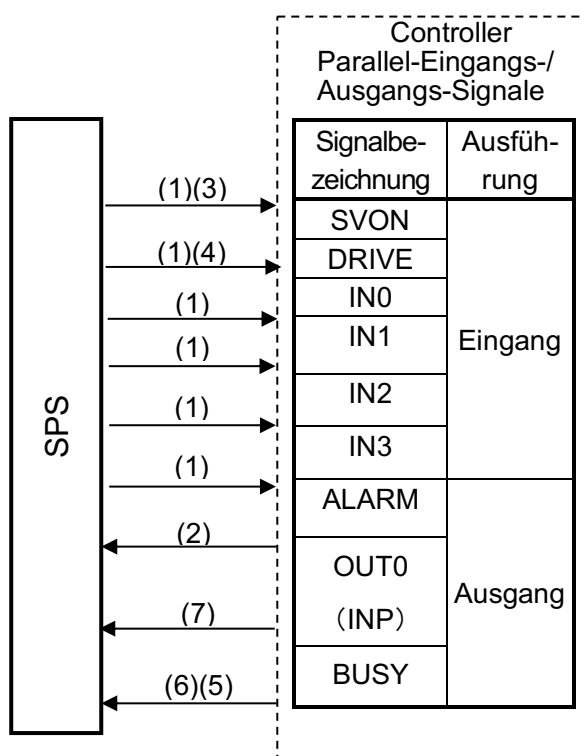 Controller
Parallel-Eingangs-/
Ausgangs-Signale
Signalbe-
zeichnung
Ausfüh-
rung
SPS
(1)(3)
SVON
(1)(4)
DRIVE
(1)
IN0
(1)
IN1
Eingang
(1)
IN2
(1)
IN3
ALARM
(2)
OUT0
(7)
（INP）
Ausgang
(6)(5)
BUSY